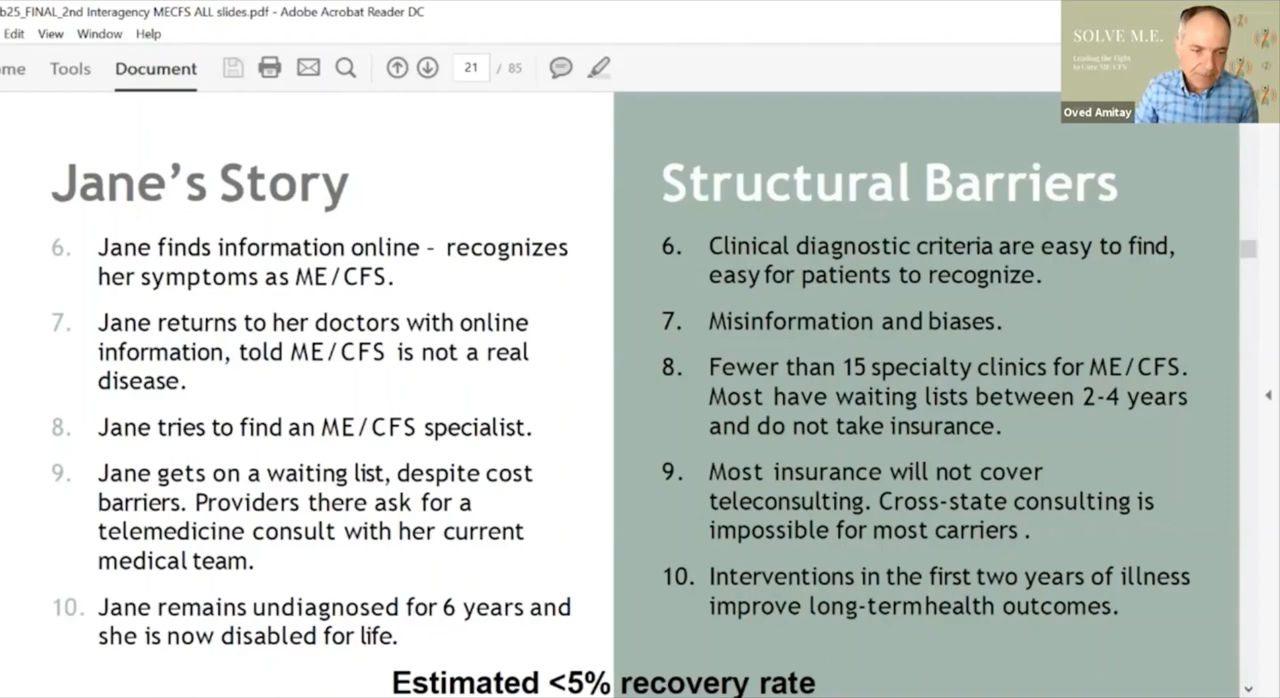 b25_FINAL_2nd Interagency MECFS ALL slides.pdf - Adobe Acrobat Reader DC
Edit View Window Help
ome Tools Document 21 / 85
SOLVE M.E.
Leading the Fight
to Cure ME/CFS
Oved Amitay
Jane’s Story
6. Jane finds information online - recognizes
her symptoms as ME/CFS.
7. Jane returns to her doctors with online
information, told ME/CFS is not a real
disease.
8. Jane tries to find an ME/CFS specialist.
9. Jane gets on a waiting list, despite cost
barriers. Providers there ask for a
telemedicine consult with her current
medical team.
10. Jane remains undiagnosed for 6 years and
she is now disabled for life.
Structural Barriers
6. Clinical diagnostic criteria are easy to find,
easy for patients to recognize.
7. Misinformation and biases.
8. Fewer than 15 specialty clinics for ME/CFS.
Most have waiting lists between 2-4 years
and do not take insurance.
9. Most insurance will not cover
teleconsulting. Cross-state consulting is
impossible for most carriers .
10. Interventions in the first two years of illness
improve long-termhealth outcomes.
Estimated <5% recovery rate